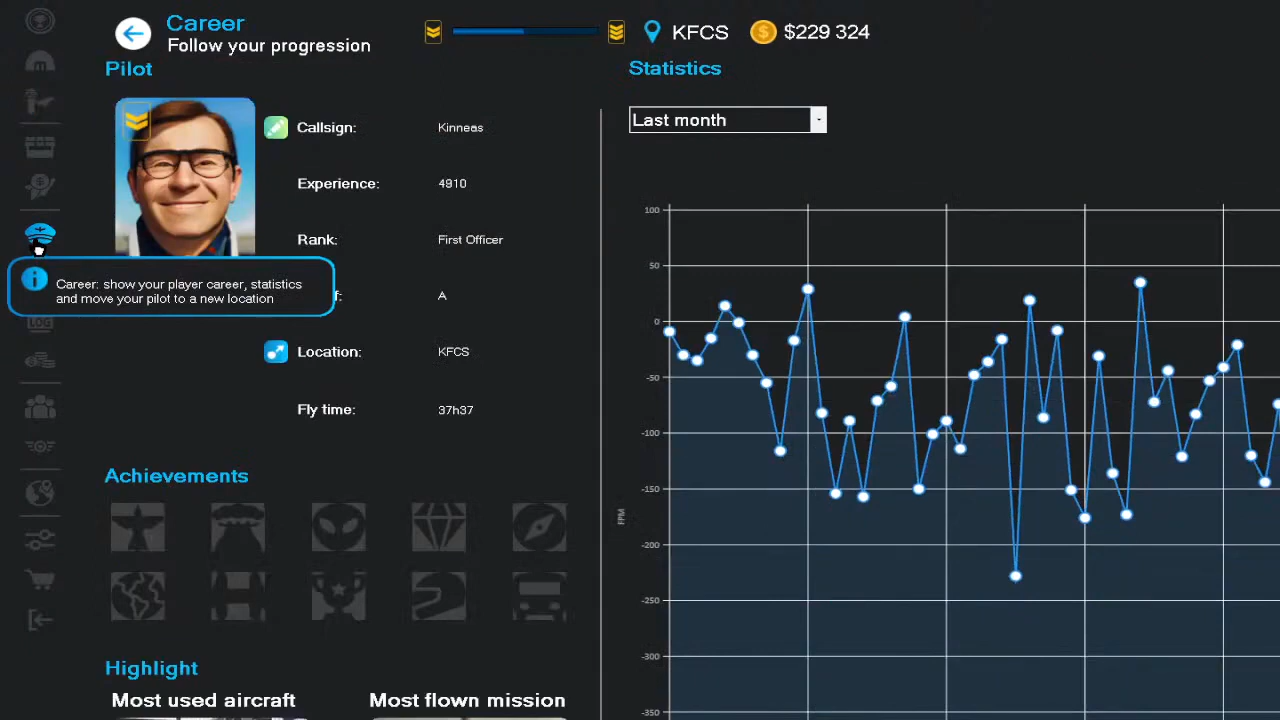 Career
Follow your progression
KFCS
$229 324
Pilot
Callsign:
Kinneas
Experience:
4910
Rank:
First Officer
Career: show your player career, statistics
and move your pilot to a new location
f:
A
LOG
Location:
KFCS
Fly time:
37h37
Achievements
Highlight
Most used aircraft
Most flown mission
Statistics
Last month
100
50
0
-50
-100
-150
-200
-250
-300
-350
FPM